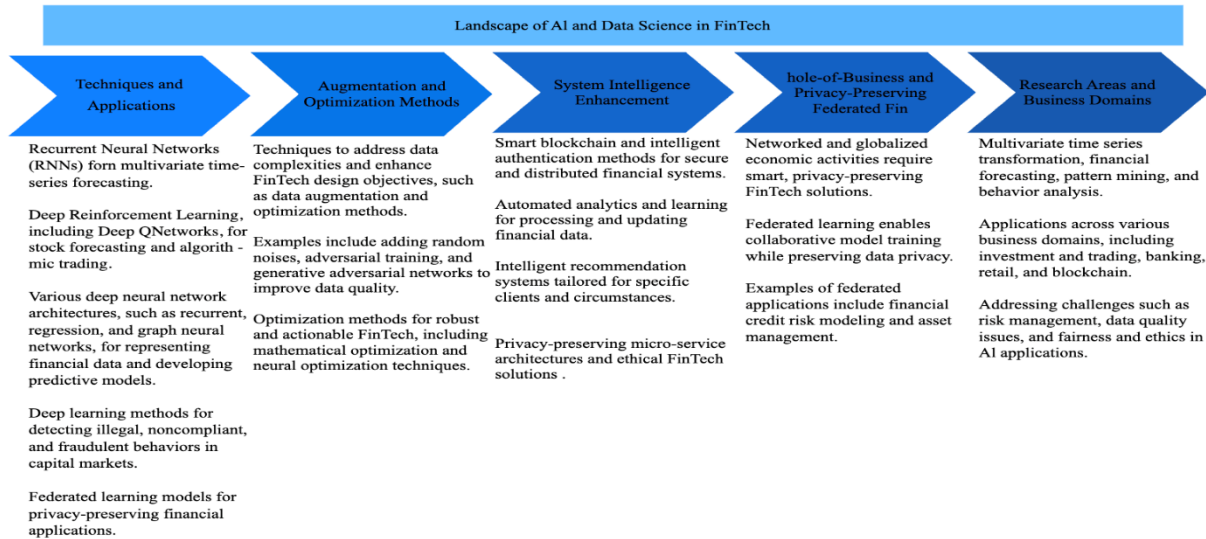 Landscape of AI and Data Science in FinTech
Techniques and
Applications
Recurrent Neural Networks
(RNNs) forn multivariate time-
series forecasting.
Deep Reinforcement Learning,
including Deep QNetworks, for
stock forecasting and algorith -
mic trading.
Various deep neural network
architectures, such as recurrent,
regression, and graph neural
networks, for representing
financial data and developing
predictive models.
Deep learning methods for
detecting illegal, noncompliant,
and fraudulent behaviors in
capital markets.
Federated learning models for
privacy-preserving financial
applications.
Augmentation and
Optimization Methods
Techniques to address data
complexities and enhance
FinTech design objectives, such
as data augmentation and
optimization methods.
Examples include adding random
noises, adversarial training, and
generative adversarial networks to
improve data quality.
Optimization methods for robust
and actionable FinTech, including
mathematical optimization and
neural optimization techniques.
System Intelligence
Enhancement
Smart blockchain and intelligent
authentication methods for secure
and distributed financial systems.
Automated analytics and learning
for processing and updating
financial data.
Intelligent recommendation
systems tailored for specific
clients and circumstances.
Privacy-preserving micro-service
architectures and ethical FinTech
solutions .
hole-of-Business and
Privacy-Preserving
Federated Fin
Networked and globalized
economic activities require
smart, privacy-preserving
FinTech solutions.
Federated learning enables
collaborative model training
while preserving data privacy.
Examples of federated
applications include financial
credit risk modeling and asset
management.
Research Areas and
Business Domains
Multivariate time series
transformation, financial
forecasting, pattern mining, and
behavior analysis.
Applications across various
business domains, including
investment and trading, banking,
retail, and blockchain.
Addressing challenges such as
risk management, data quality
issues, and fairness and ethics in
AI applications.